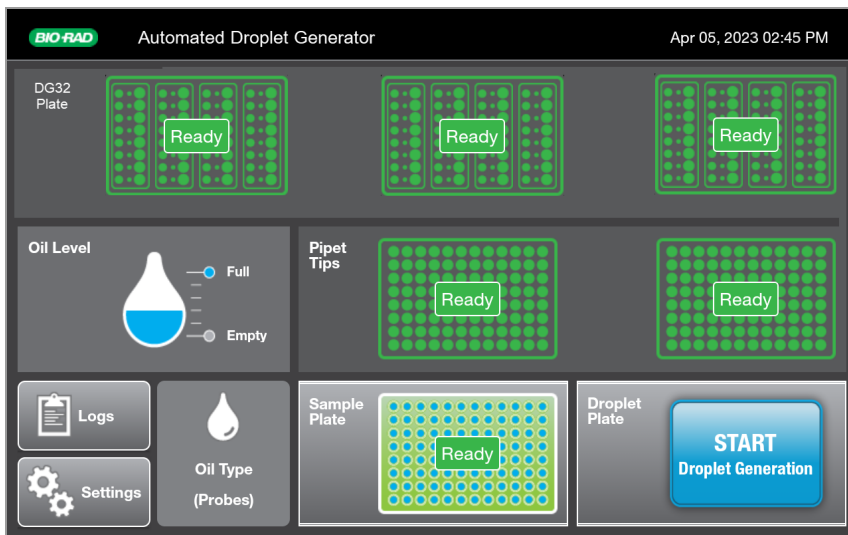 BIO-RAD
Automated Droplet Generator
Apr 05, 2023 02:45 PM
DG32
Plate
Ready
Ready
Ready
Oil Level
Full
Empty
Pipet
Tips
Ready
Ready
Logs
Settings
Oil Type
(Probes)
Sample
Plate
Ready
Droplet
Plate
START
Droplet Generation